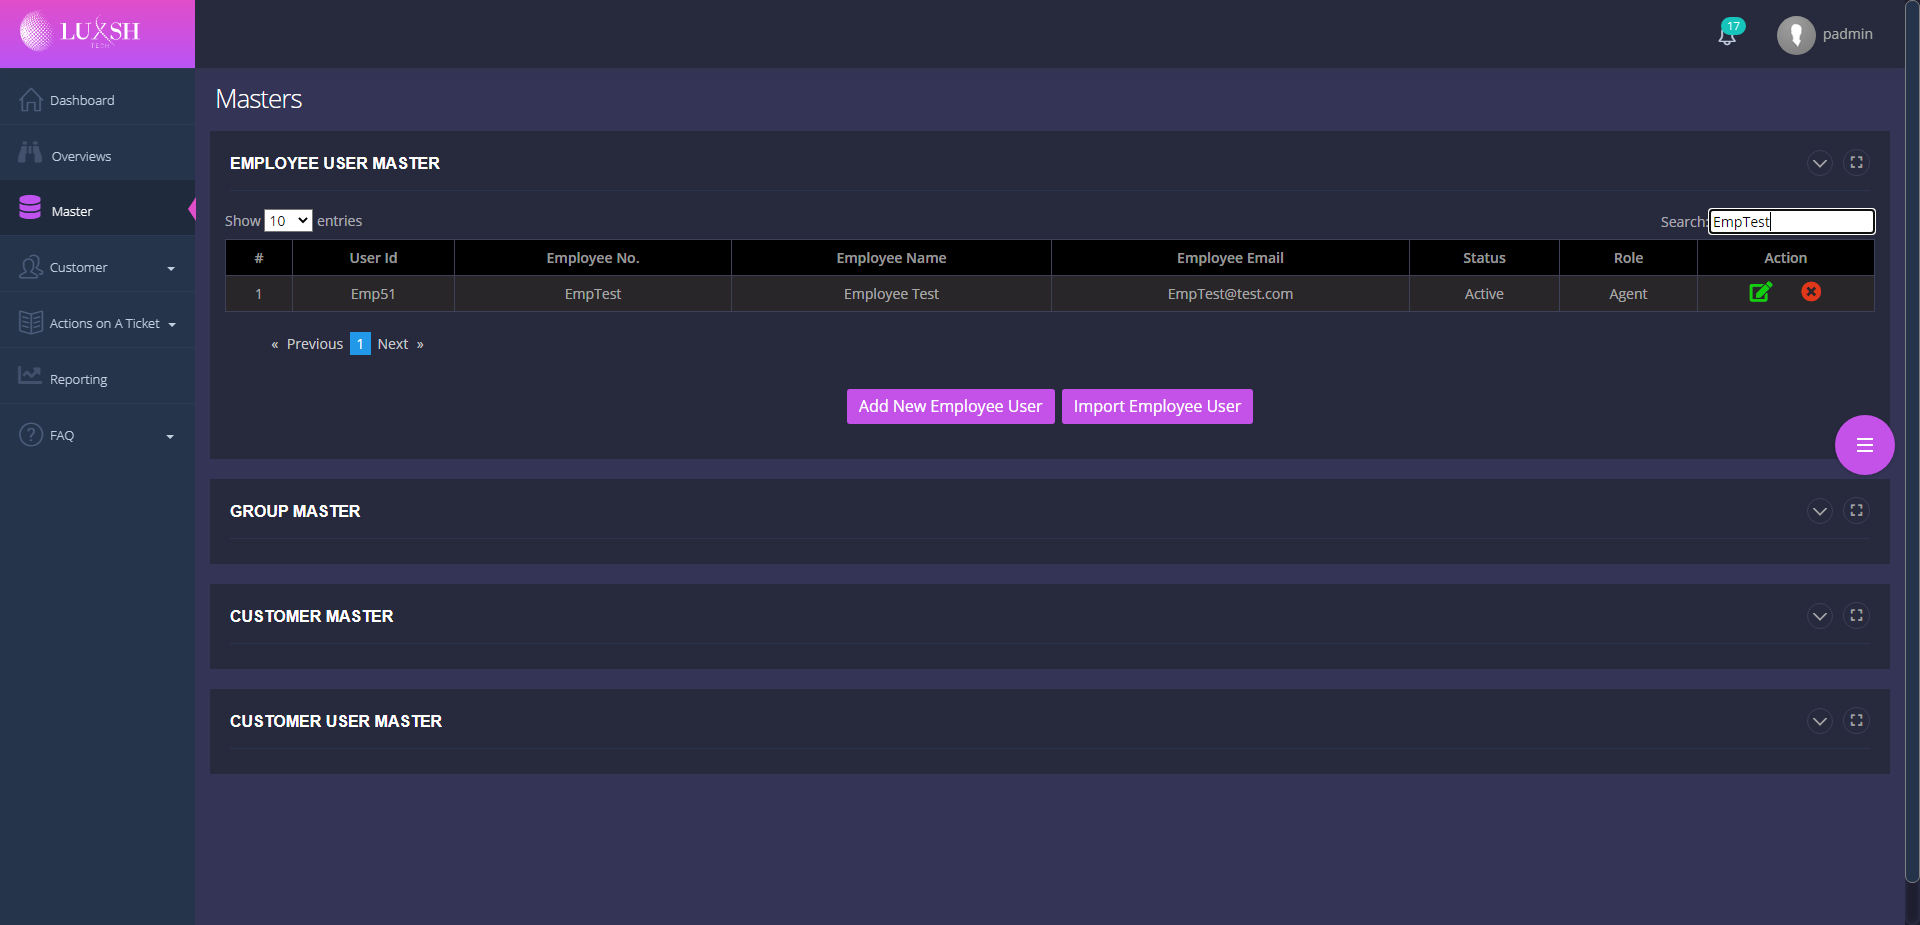 LUXSH
TECH
17
padmin
Dashboard
Overviews
Master
Customer
Actions on A Ticket
Reporting
FAQ
Masters
EMPLOYEE USER MASTER
Show 10 entries
Search: EmpTest
# User Id Employee No. Employee Name Employee Email Status Role Action
1 Emp51 EmpTest Employee Test EmpTest@test.com Active Agent
« Previous 1 Next »
Add New Employee User Import Employee User
GROUP MASTER
CUSTOMER MASTER
CUSTOMER USER MASTER